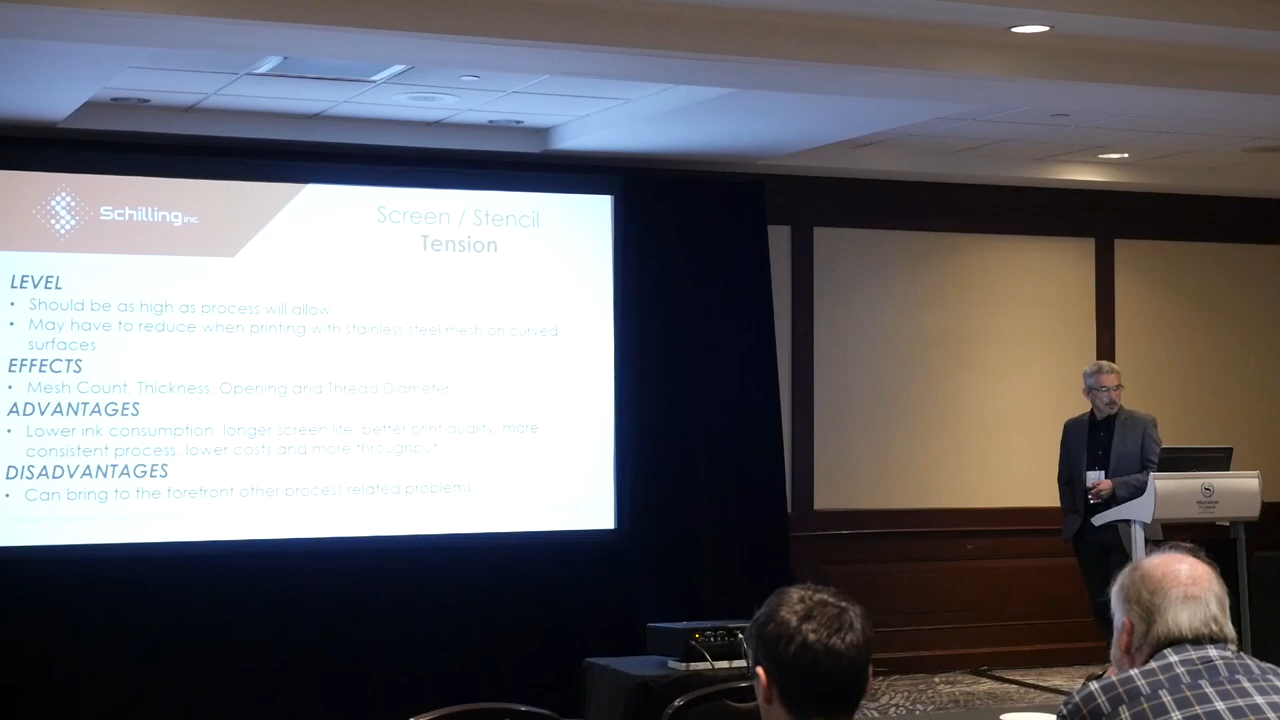 Schilling inc
Screen / Stencil
Tension
LEVEL
• Should be as high as process will allow
• May have to reduce when printing with stainless steel mesh on curved
surfaces
EFFECTS
• Mesh Count, Thickness, Opening and Thread Diameter
ADVANTAGES
• Lower ink consumption, longer screen life, better print quality, more
consistent process, lower costs and more throughput
DISADVANTAGES
• Can bring to the forefront other process related problems
Sheraton